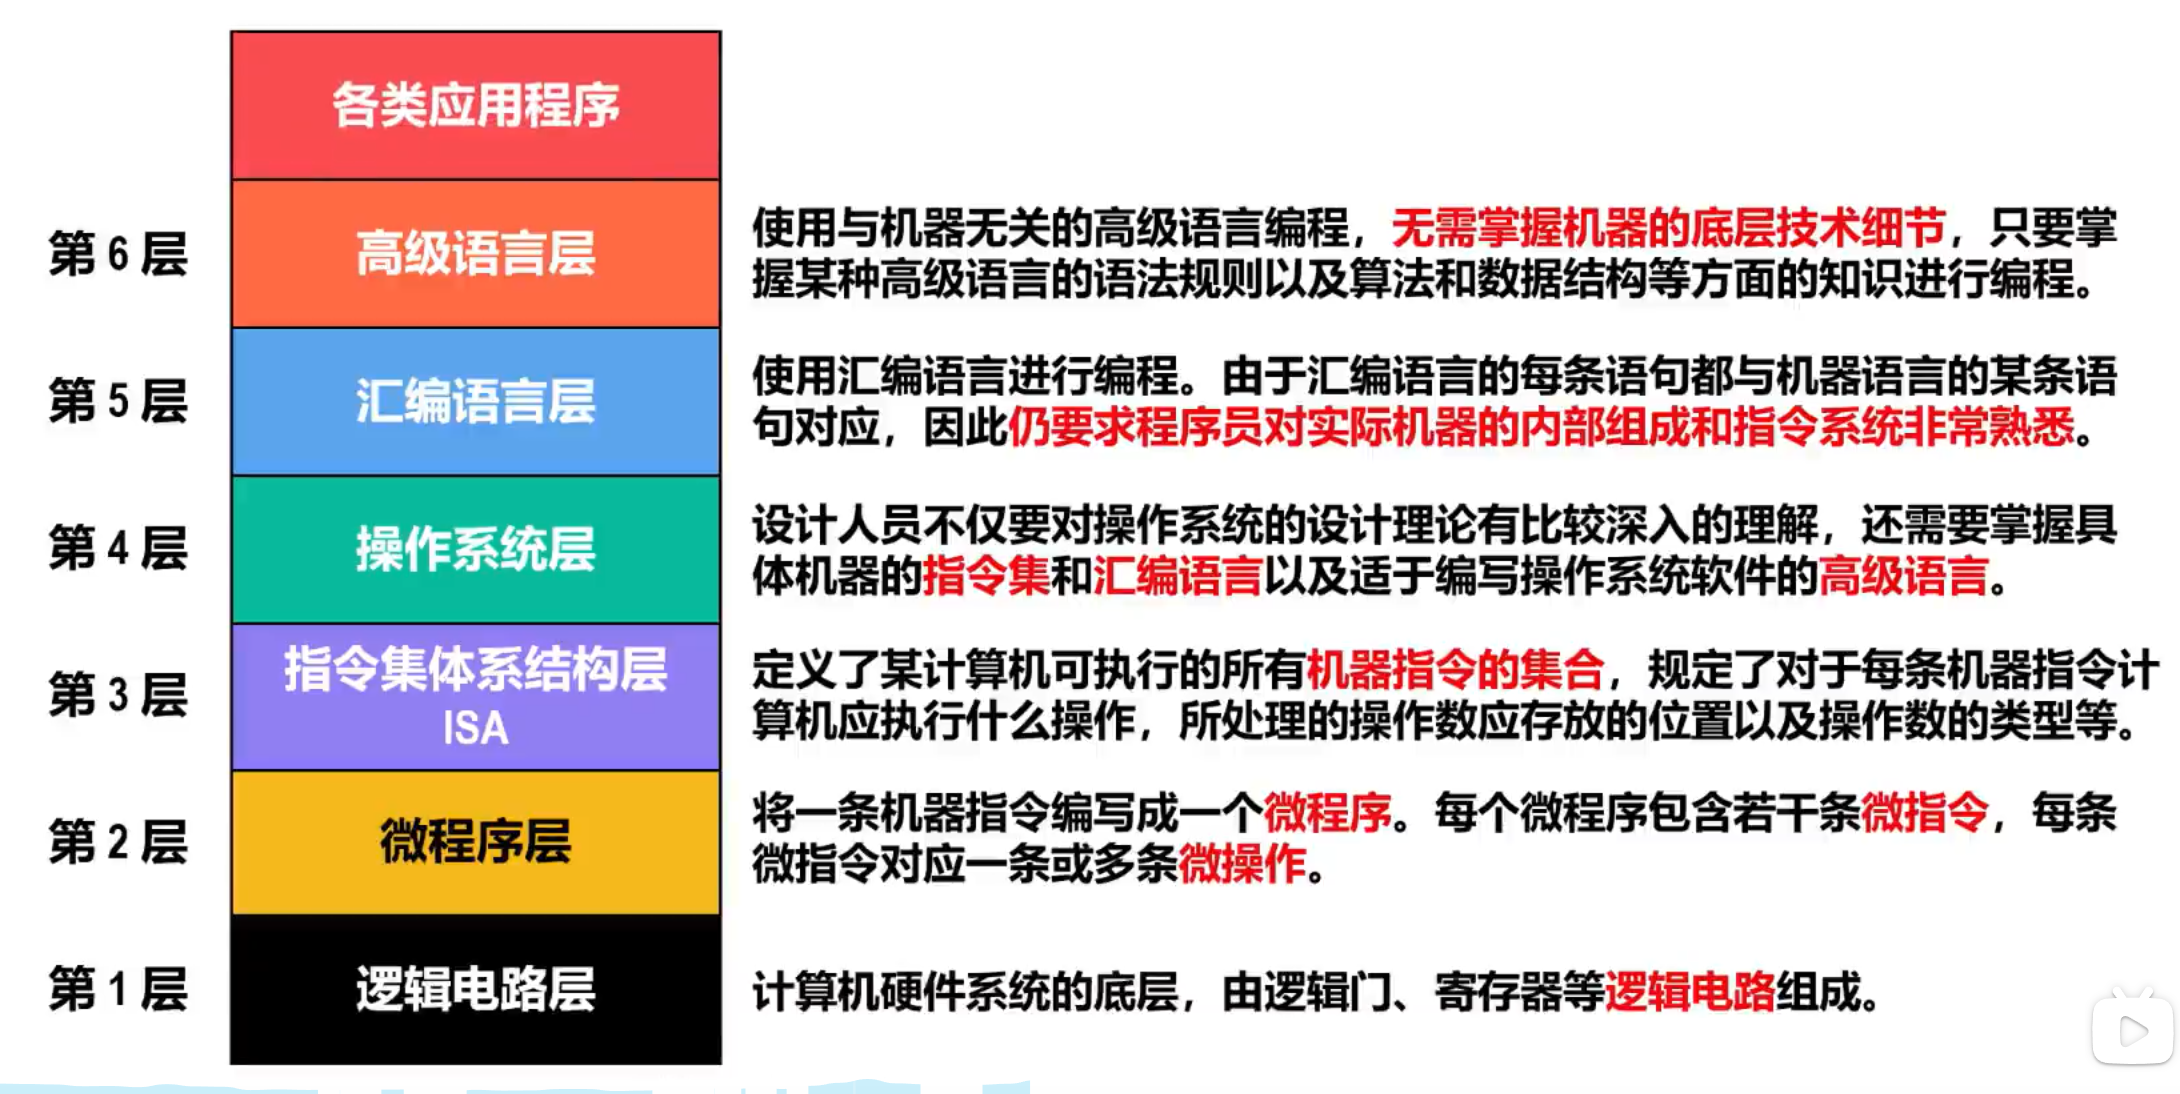 各类应用程序
第 6 层
高级语言层
使用与机器无关的高级语言编程，无需掌握机器的底层技术细节，只要掌
握某种高级语言的语法规则以及算法和数据结构等方面的知识进行编程。
第 5 层
汇编语言层
使用汇编语言进行编程。由于汇编语言的每条语句都与机器语言的某条语
句对应，因此仍要求程序员对实际机器的内部组成和指令系统非常熟悉。
第 4 层
操作系统层
设计人员不仅要对操作系统的设计理论有比较深入的理解，还需要掌握具
体机器的指令集和汇编语言以及适于编写操作系统软件的高级语言。
第 3 层
指令集体系结构层
ISA
定义了某计算机可执行的所有机器指令的集合，规定了对于每条机器指令计
算机应执行什么操作，所处理的操作数应存放的位置以及操作数的类型等。
第 2 层
微程序层
将一条机器指令编写成一个微程序。每个微程序包含若干条微指令，每条
微指令对应一条或多条微操作。
第 1 层
逻辑电路层
计算机硬件系统的底层，由逻辑门、寄存器等逻辑电路组成。